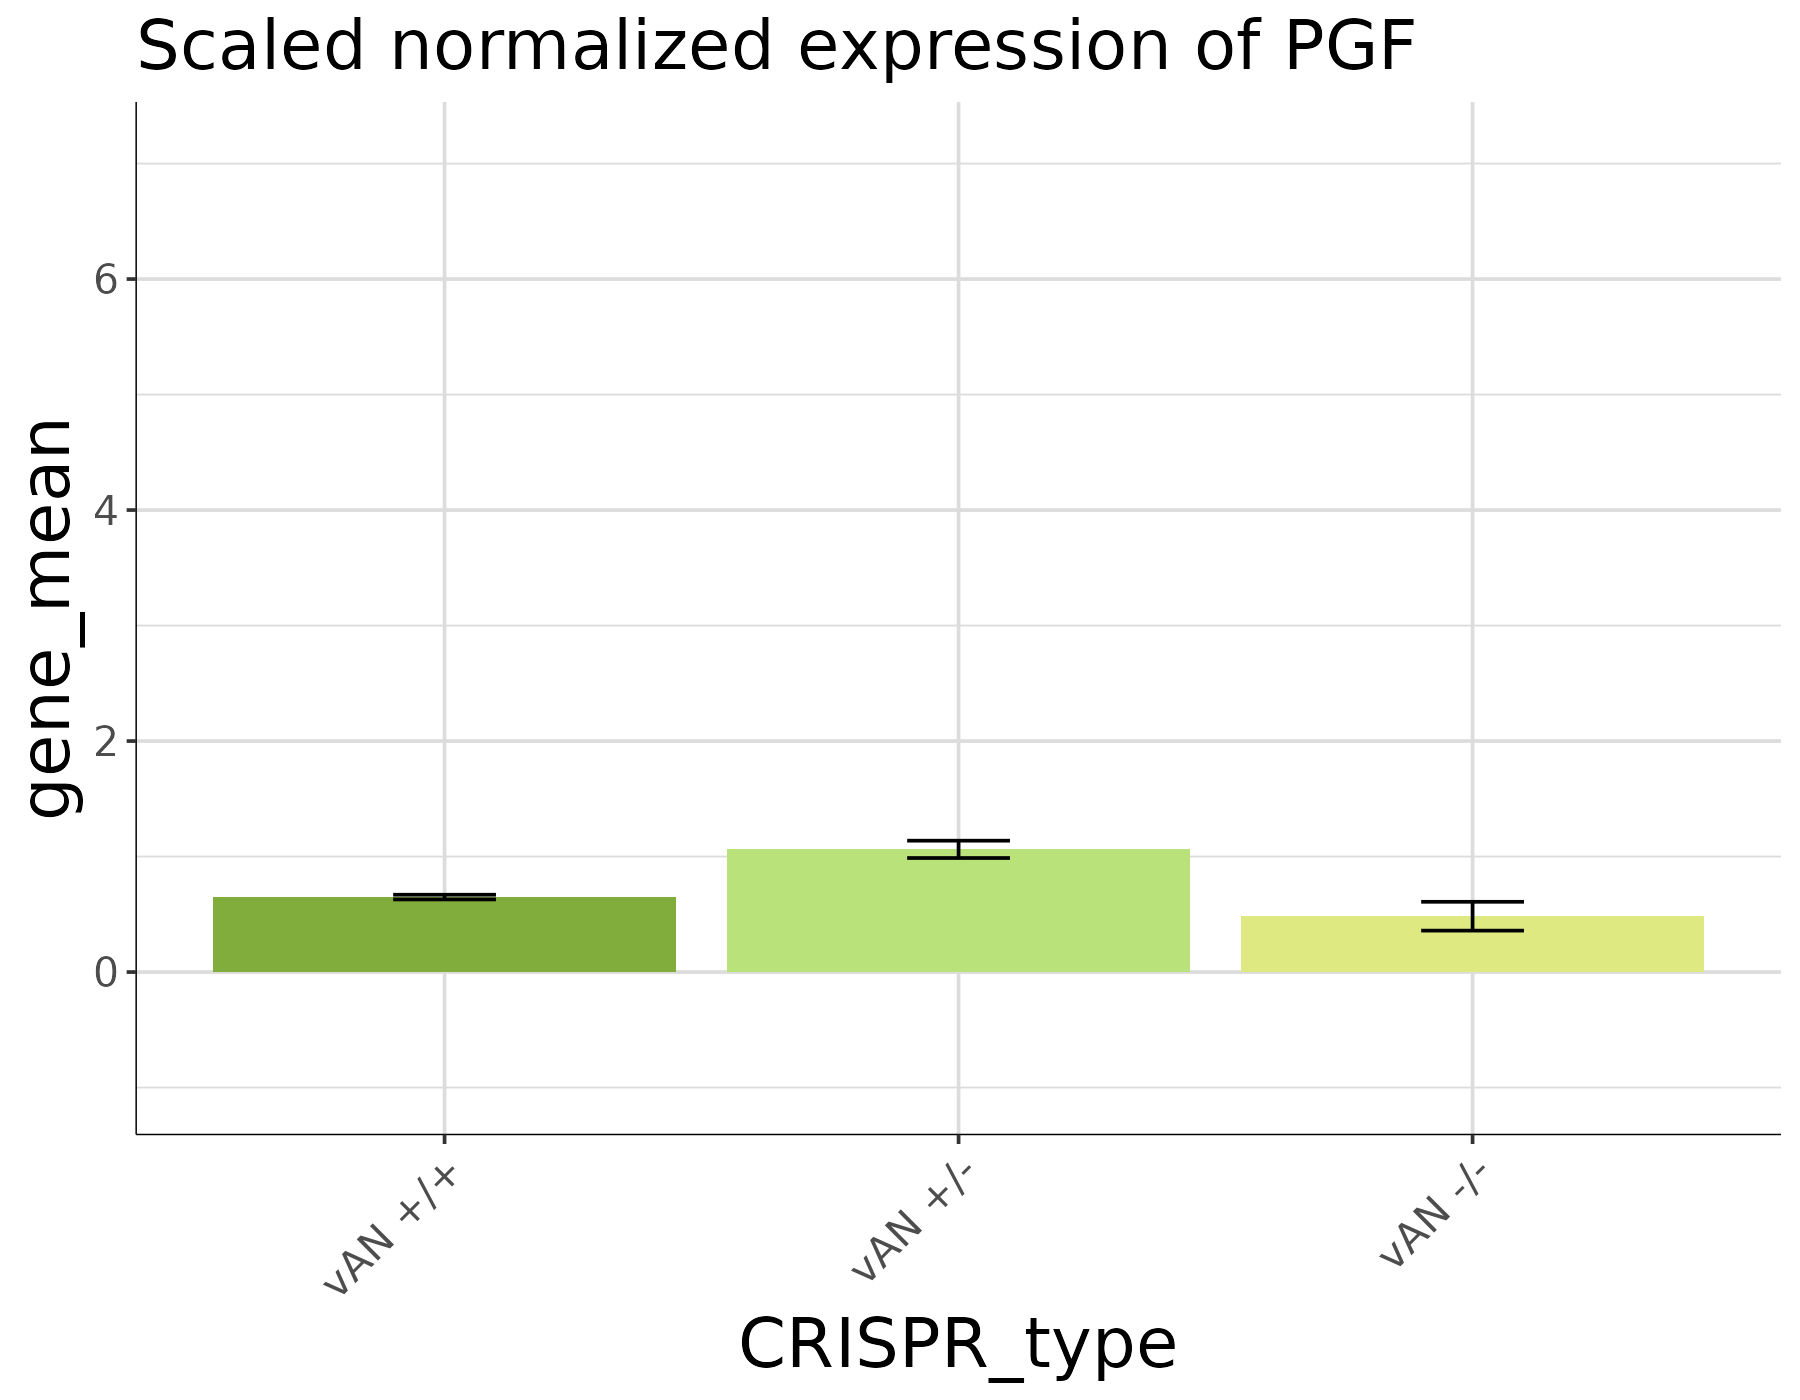 Scaled normalized expression of PGF
gene_mean
6
4
2
0
vAN +/+
vAN +/-
vAN -/-
CRISPR_type